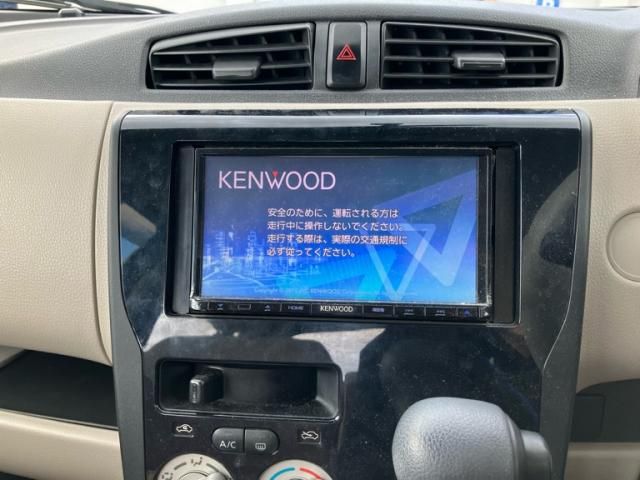 KENWOOD
安全のために、運転される方は
走行中に操作しないでください。
走行する際は、実際の交通規制に
必ず従ってください。
HOME
KENWOOD
A/C